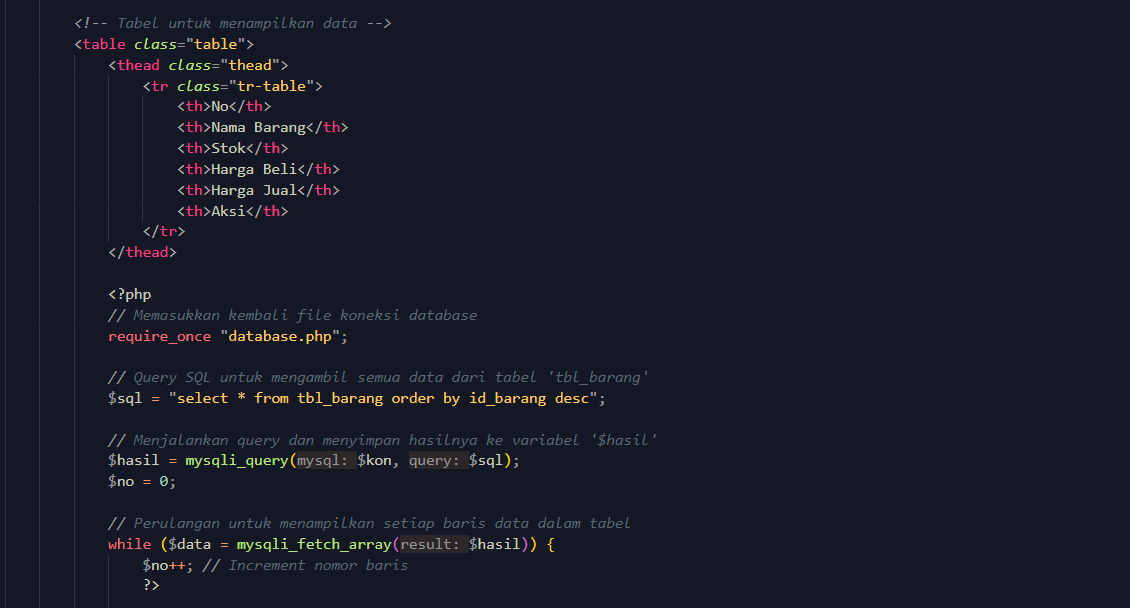 <!-- Tabel untuk menampilkan data -->
<table class="table">
<thead class="thead">
<tr class="tr-table">
<th>No</th>
<th>Nama Barang</th>
<th>Stok</th>
<th>Harga Beli</th>
<th>Harga Jual</th>
<th>Aksi</th>
</tr>
</thead>
<?php
// Memasukkan kembali file koneksi database
require_once "database.php";
// Query SQL untuk mengambil semua data dari tabel 'tbl_barang'
$sql = "select * from tbl_barang order by id_barang desc";
// Menjalankan query dan menyimpan hasilnya ke variabel '$hasil'
$hasil = mysqli_query(mysql: $kon, query: $sql);
$no = 0;
// Perulangan untuk menampilkan setiap baris data dalam tabel
while ($data = mysqli_fetch_array(result: $hasil)) {
$no++; // Increment nomor baris
?>